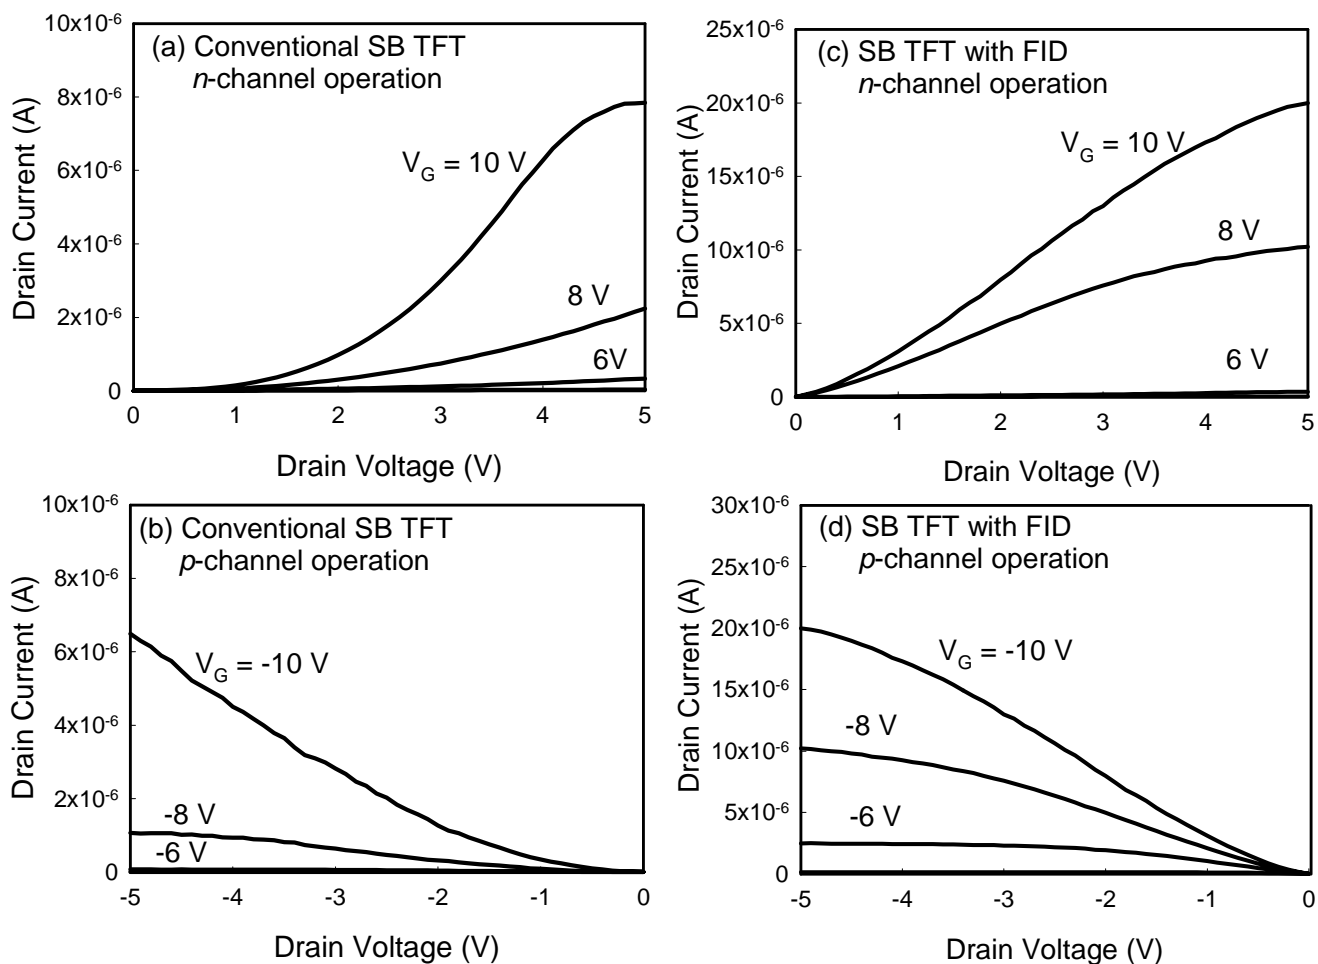 (a) Conventional SB TFT
n-channel operation
Drain Current (A)
10x10-6
8x10-6
6x10-6
4x10-6
2x10-6
0
VG = 10 V
8 V
6V
0 1 2 3 4 5
Drain Voltage (V)
(c) SB TFT with FID
n-channel operation
Drain Current (A)
25x10-6
20x10-6
15x10-6
10x10-6
5x10-6
0
VG = 10 V
8 V
6 V
0 1 2 3 4 5
Drain Voltage (V)
(b) Conventional SB TFT
p-channel operation
Drain Current (A)
10x10-6
8x10-6
6x10-6
4x10-6
2x10-6
0
VG = -10 V
-8 V
-6 V
-5 -4 -3 -2 -1 0
Drain Voltage (V)
(d) SB TFT with FID
p-channel operation
Drain Current (A)
30x10-6
25x10-6
20x10-6
15x10-6
10x10-6
5x10-6
0
VG = -10 V
-8 V
-6 V
-5 -4 -3 -2 -1 0
Drain Voltage (V)